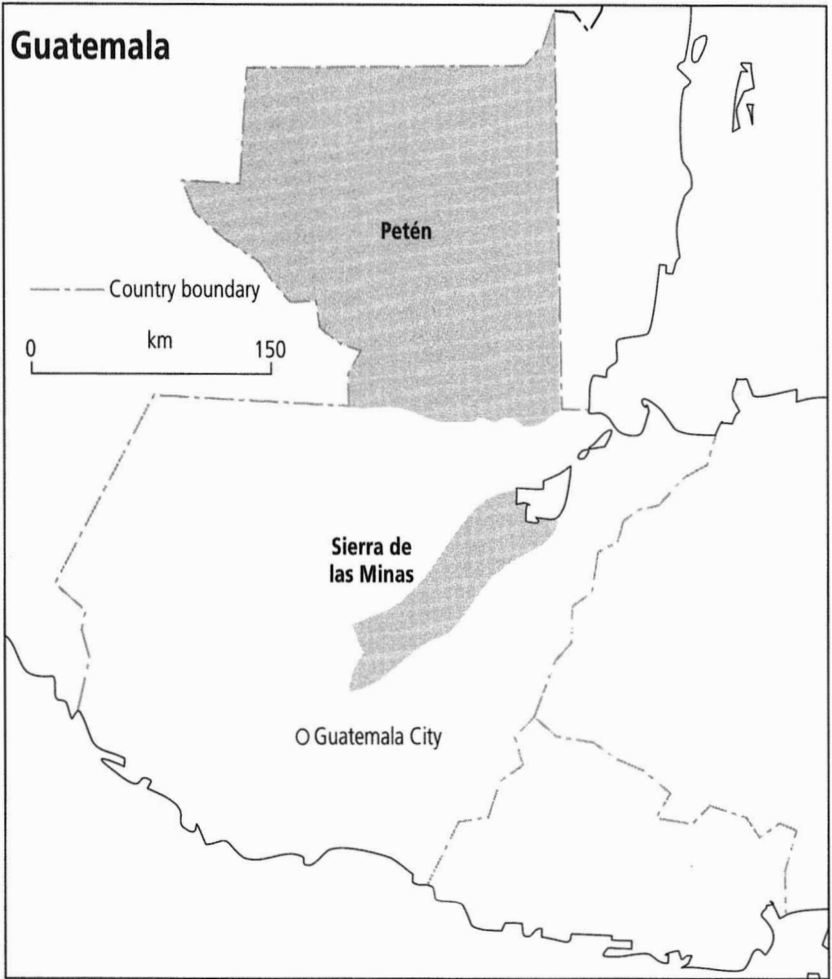 Guatemala
Petén
Country boundary
km
0 150
Sierra de
las Minas
Guatemala City